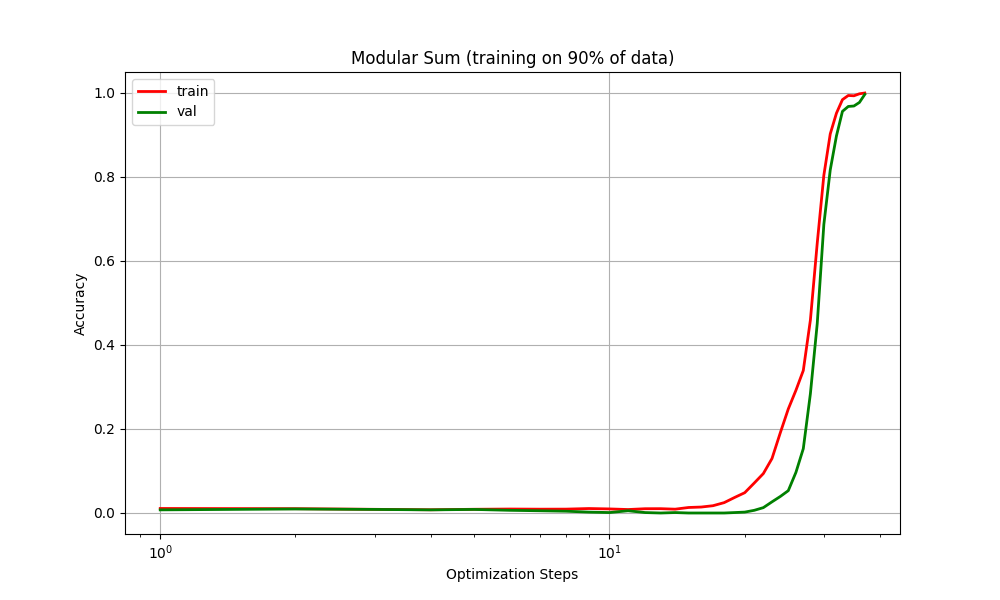 Modular Sum (training on 90% of data)
train
val
1.0
0.8
0.6
0.4
0.2
0.0
Accuracy
10⁰
10¹
Optimization Steps